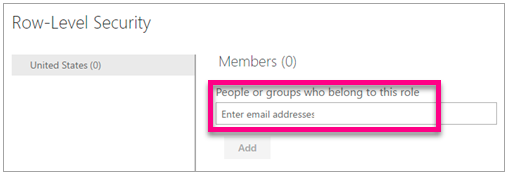 Row-Level Security
United States (0)
Members (0)
People or groups who belong to this role
Enter email addresses
Add